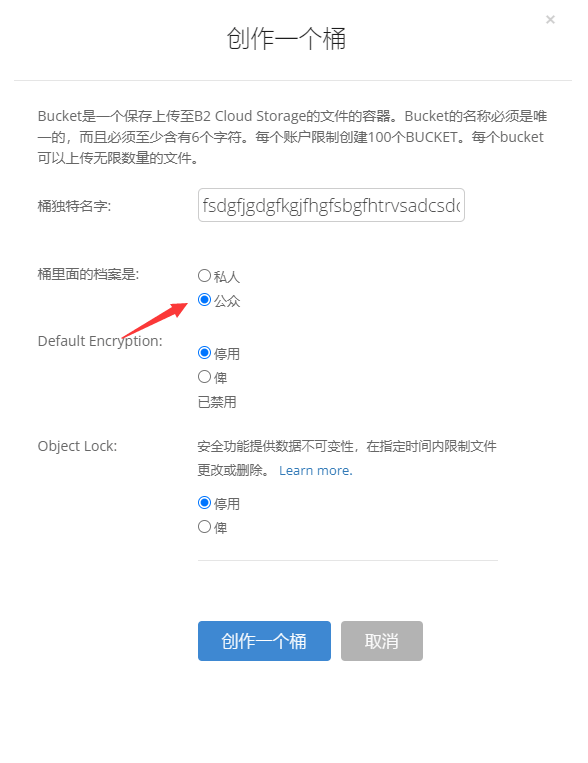 ×
创作一个桶
Bucket是一个保存上传至B2 Cloud Storage的文件的容器。Bucket的名称必须是唯
一的，而且必须至少含有6个字符。每个账户限制创建100个BUCKET。每个bucket
可以上传无限数量的文件。
桶独特名字: fsdgfjgdgfkgjfhgfsbgfhtrvsadcsdc
桶里面的档案是: 私人
公众
Default Encryption:
停用
俾
已禁用
Object Lock: 安全功能提供数据不可变性，在指定时间内限制文件
更改或删除。 Learn more.
停用
俾
创作一个桶 取消